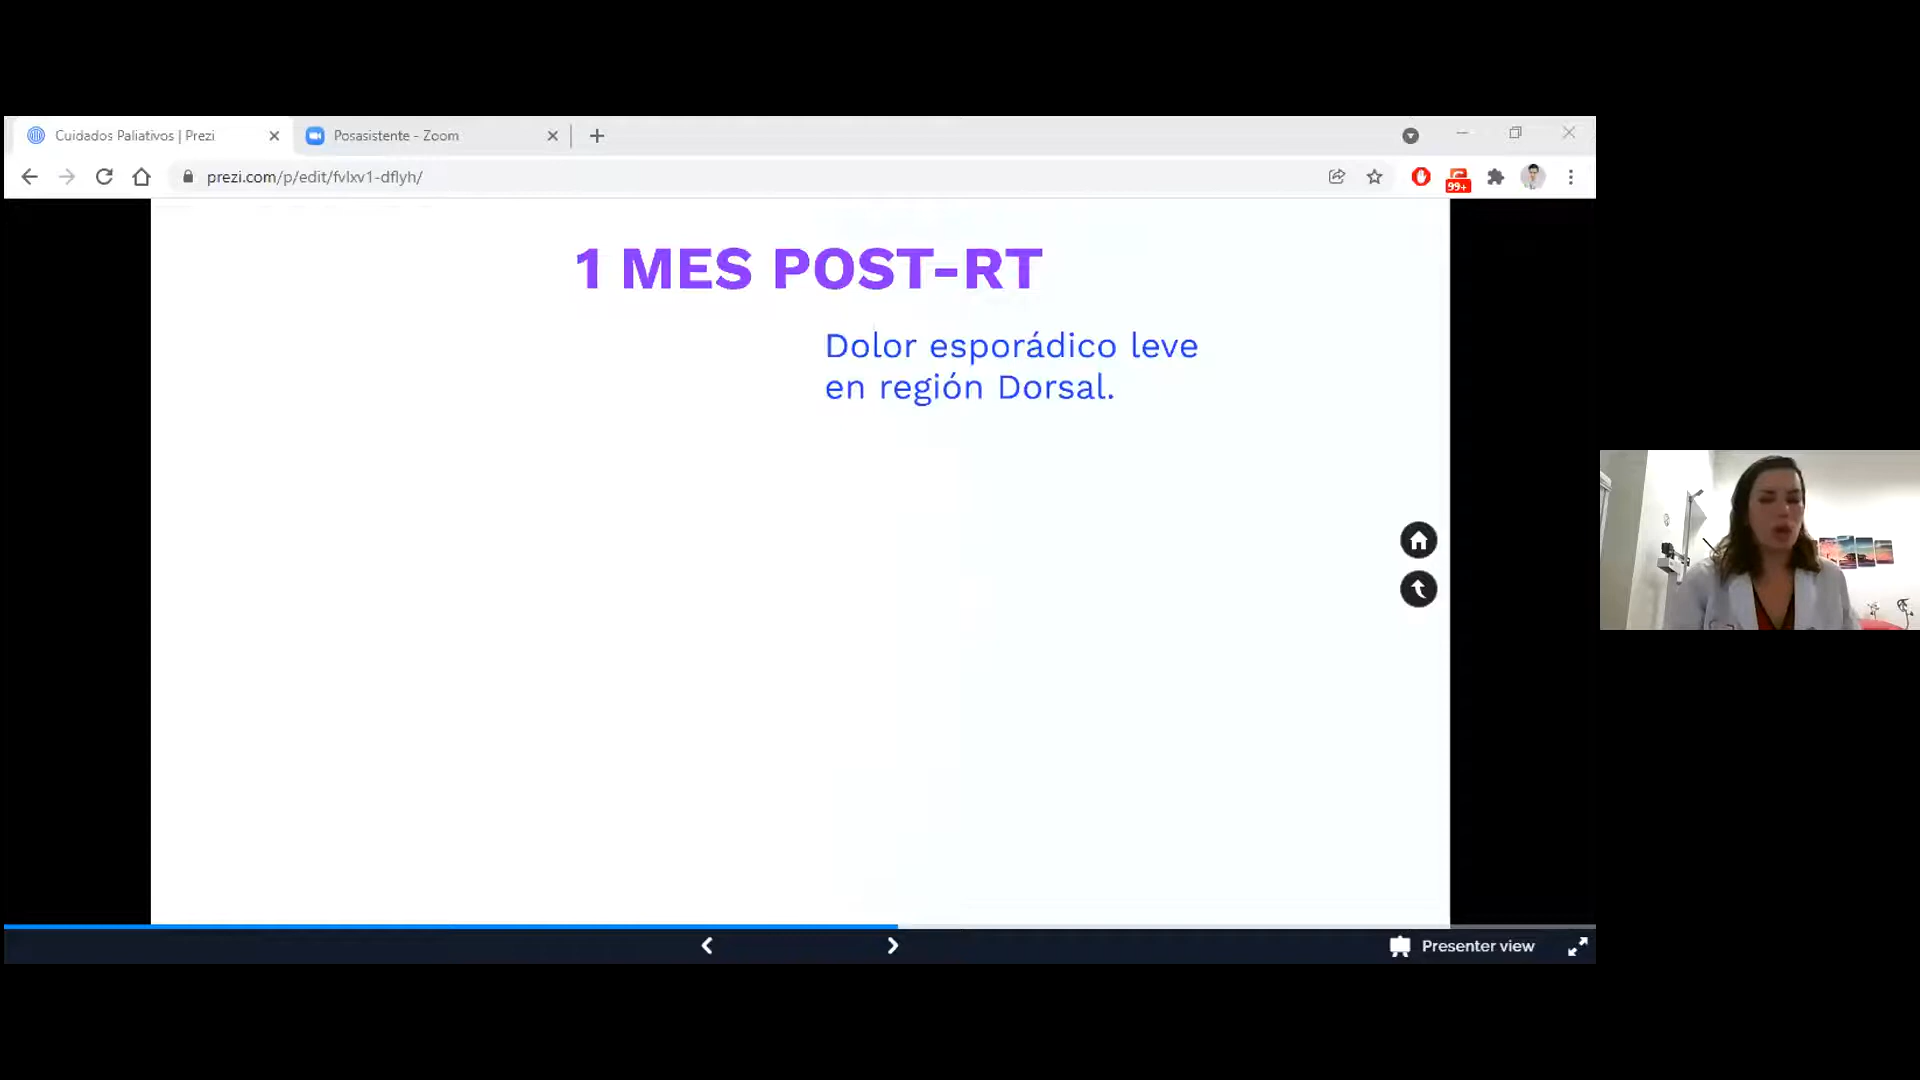 Cuidados Paliativos | Prezi
Posasistente - Zoom
prezi.com/p/edit/fvlxv1-dflyh/
99+
1 MES POST-RT
Dolor esporádico leve
en región Dorsal.
Presenter view